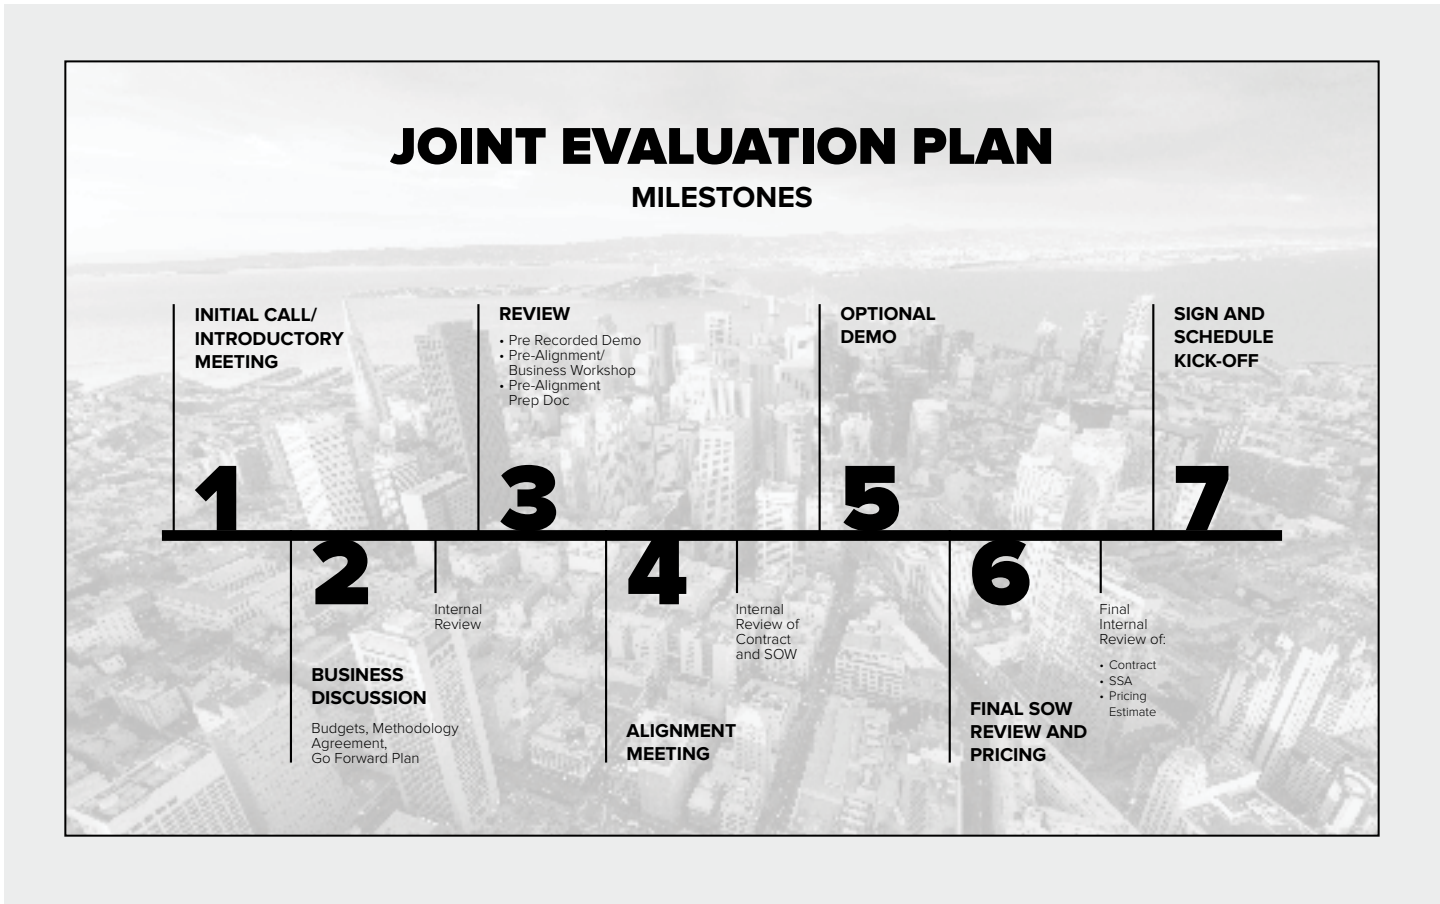 JOINT EVALUATION PLAN
MILESTONES
INITIAL CALL/
INTRODUCTORY
MEETING
1
2
BUSINESS
DISCUSSION
Budgets, Methodology
Agreement,
Go Forward Plan
Internal
Review
REVIEW
• Pre Recorded Demo
• Pre-Alignment/
Business Workshop
• Pre-Alignment
Prep Doc
3
4
ALIGNMENT
MEETING
Internal
Review of
Contract
and SOW
OPTIONAL
DEMO
5
6
FINAL SOW
REVIEW AND
PRICING
Final
Internal
Review of:
• Contract
• SSA
• Pricing
Estimate
SIGN AND
SCHEDULE
KICK-OFF
7